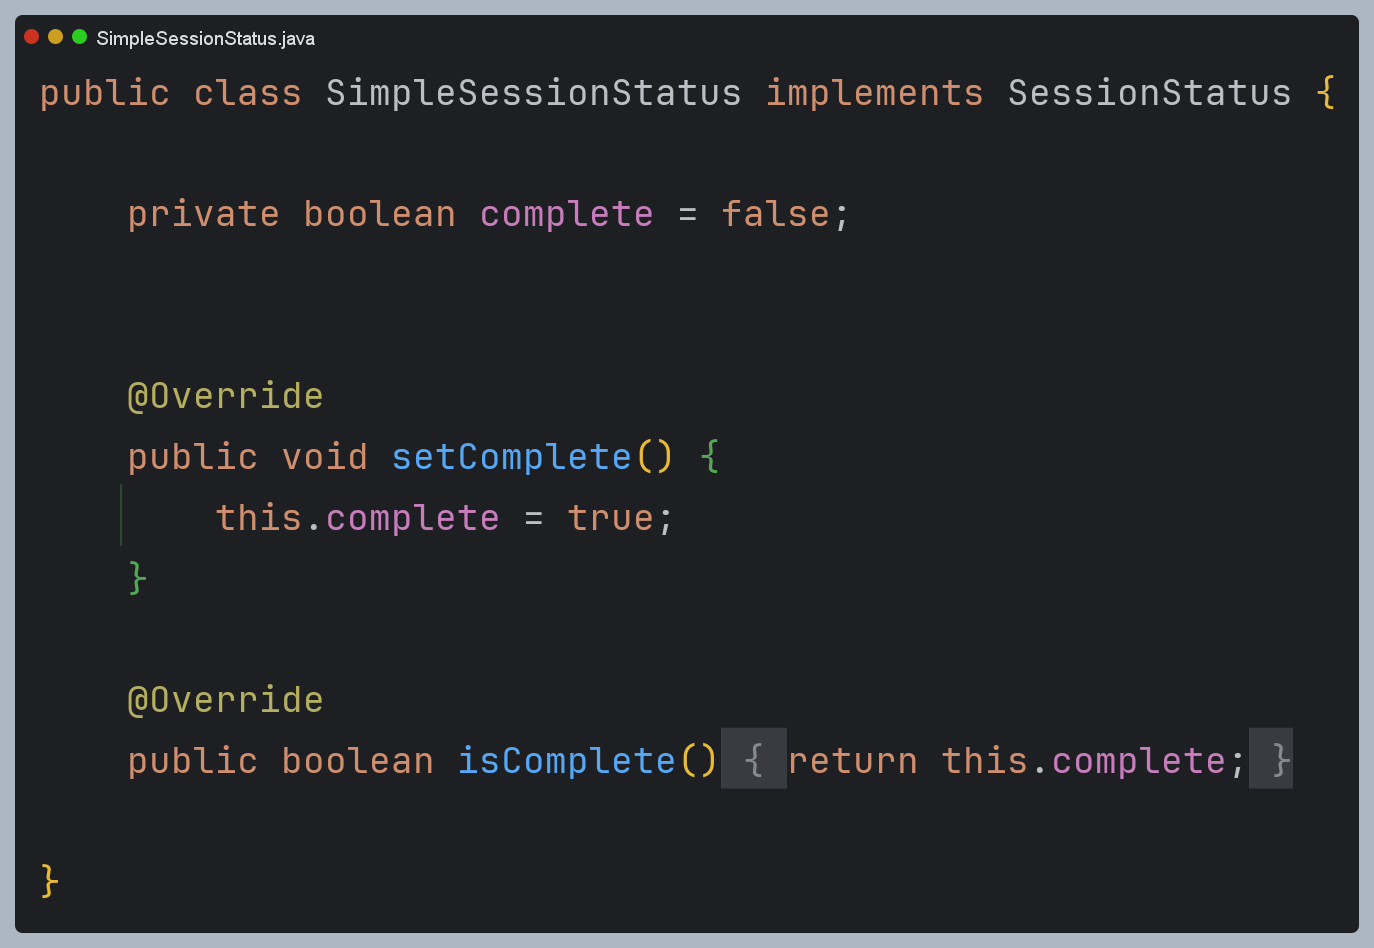 SimpleSessionStatus.java
public class SimpleSessionStatus implements SessionStatus {
private boolean complete = false;
@Override
public void setComplete() {
this.complete = true;
}
@Override
public boolean isComplete() { return this.complete; }
}